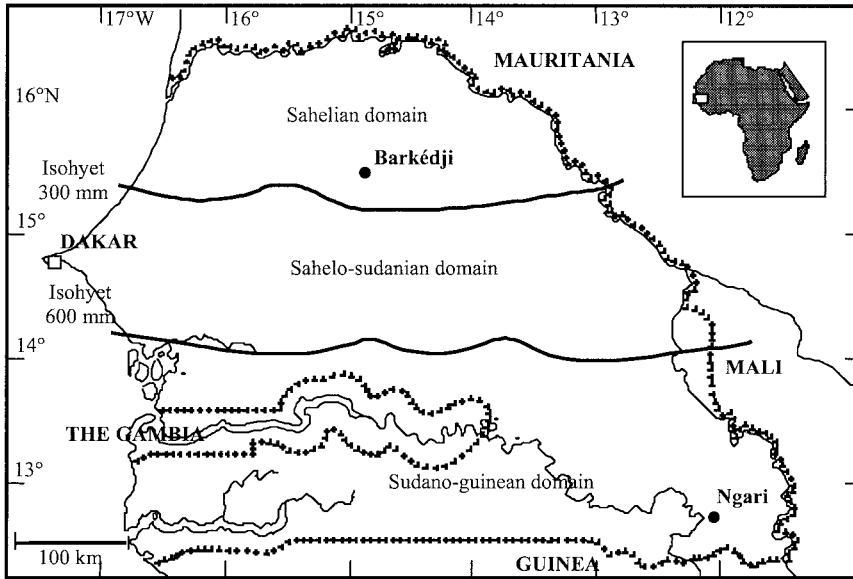 17°W
16°
15°
14°
13°
12°
MAURITANIA
16°N
Sahelian domain
Barkédji
Isohyet
300 mm
15°
DAKAR
Sahelo-sudanian domain
Isohyet
600 mm
14°
MALI
THE GAMBIA
13°
Sudano-guinean domain
Ngari
100 km
GUINEA